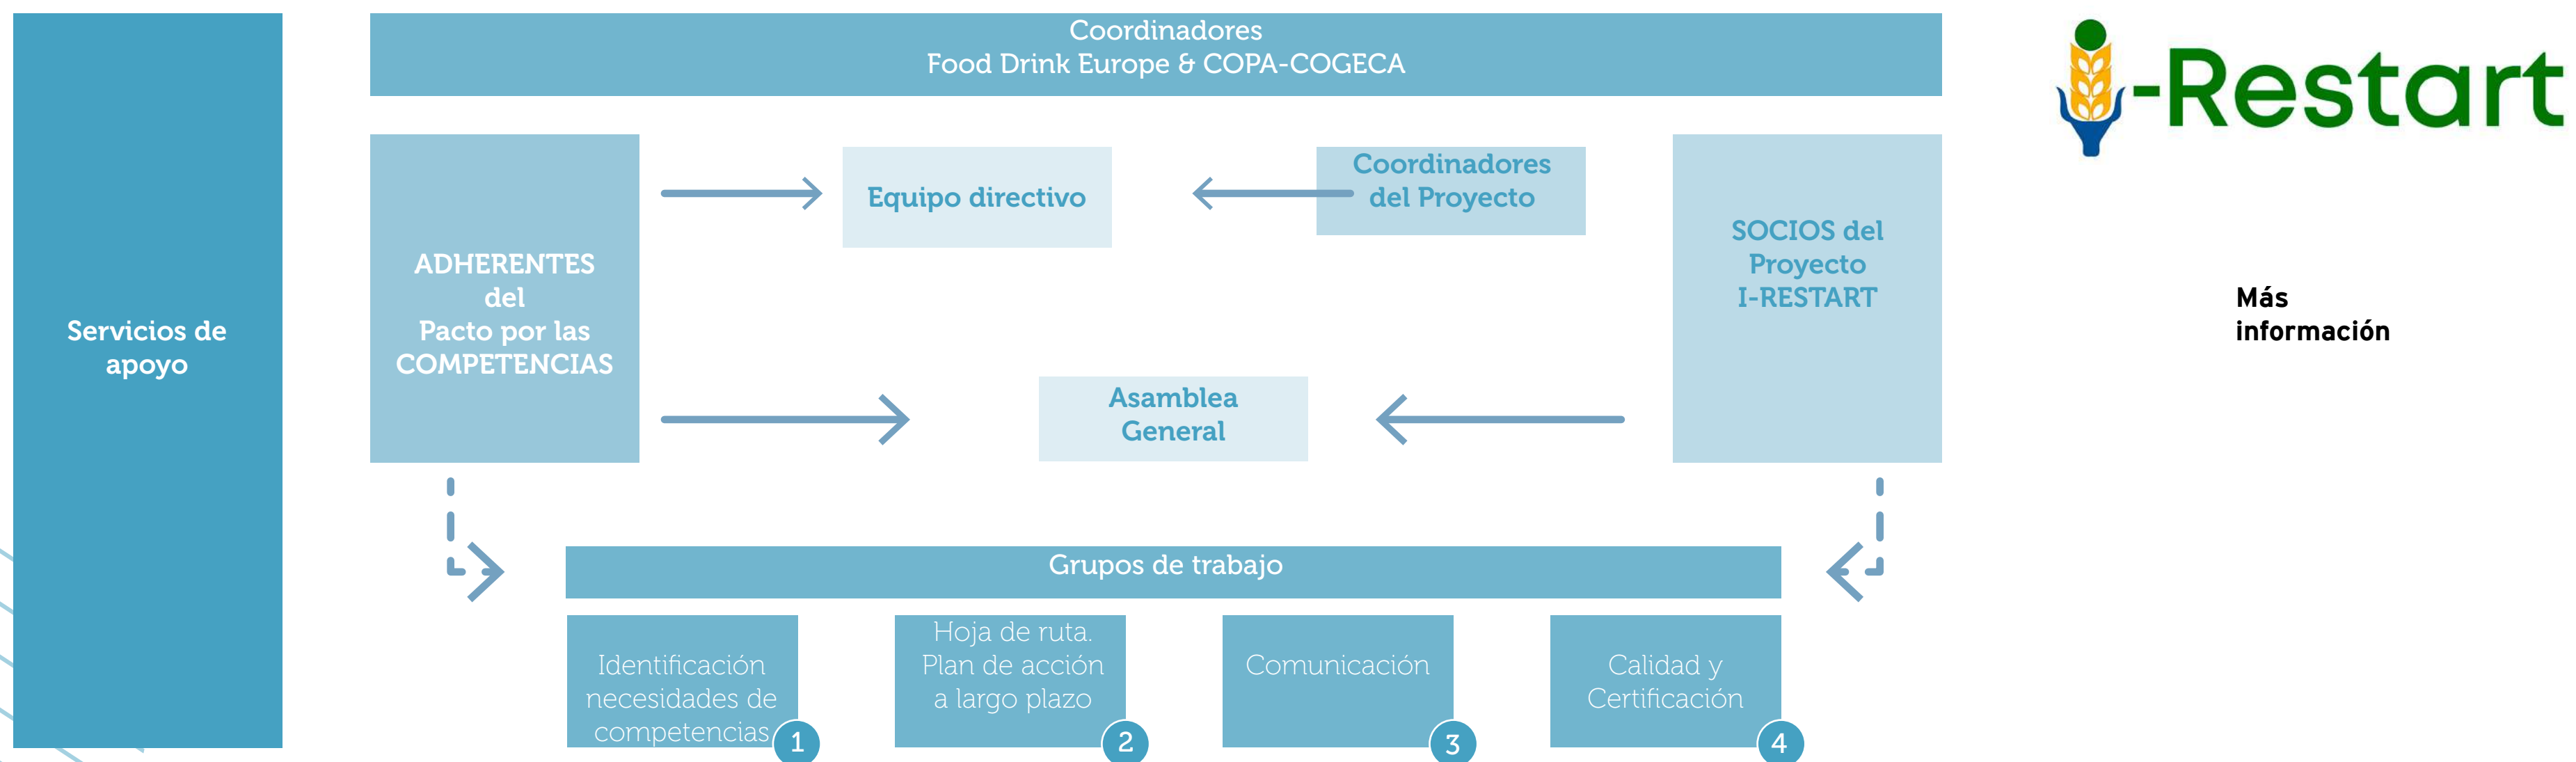 Coordinadores
Food Drink Europe & COPA-COGECA
Servicios de
apoyo
ADHERENTES
del
Pacto por las
COMPETENCIAS
Equipo directivo
Coordinadores
del Proyecto
SOCIOS del
Proyecto
I-RESTART
Asamblea
General
Grupos de trabajo
Identificación
necesidades de
competencias
1
Hoja de ruta.
Plan de acción
a largo plazo
2
Comunicación
3
Calidad y
Certificación
4
i-Restart
Más
información